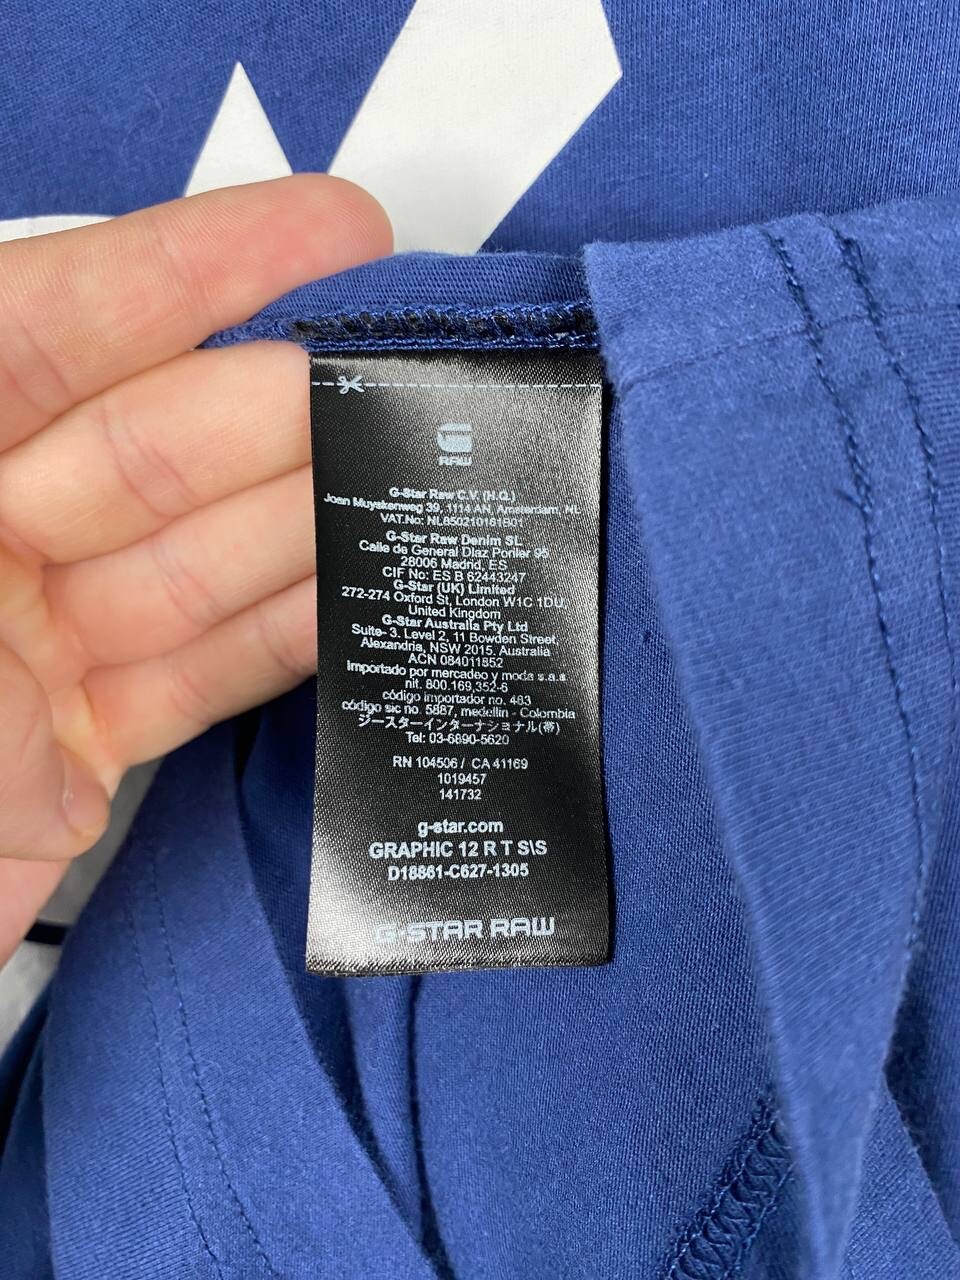 RAW
G-Star Raw C.V. (H.Q.)
Joan Muyskenweg 39, 1114 AN, Amsterdam, NL
VAT.No: NL850210161B01
G-Star Raw Denim SL
Calle de General Diaz Porlier 95
28006 Madrid, ES
CIF No: ES B 62443247
G-Star (UK) Limited
272-274 Oxford St, London W1C 1DU,
United Kingdom
G-Star Australia Pty Ltd
Suite- 3. Level 2, 11 Bowden Street,
Alexandria, NSW 2015. Australia
ACN 084011852
Importado por mercadeo y moda s.a.s
nit. 800.169,352-6
código importador no. 463
código sic no. 5887, medellin - Colombia
ジースターインターナショナル(帯)
Tel: 03-6890-5620
RN 104506 / CA 41169
1019457
141732
g-star.com
GRAPHIC 12 R T S\S
D18861-C627-1305
G-STAR RAW